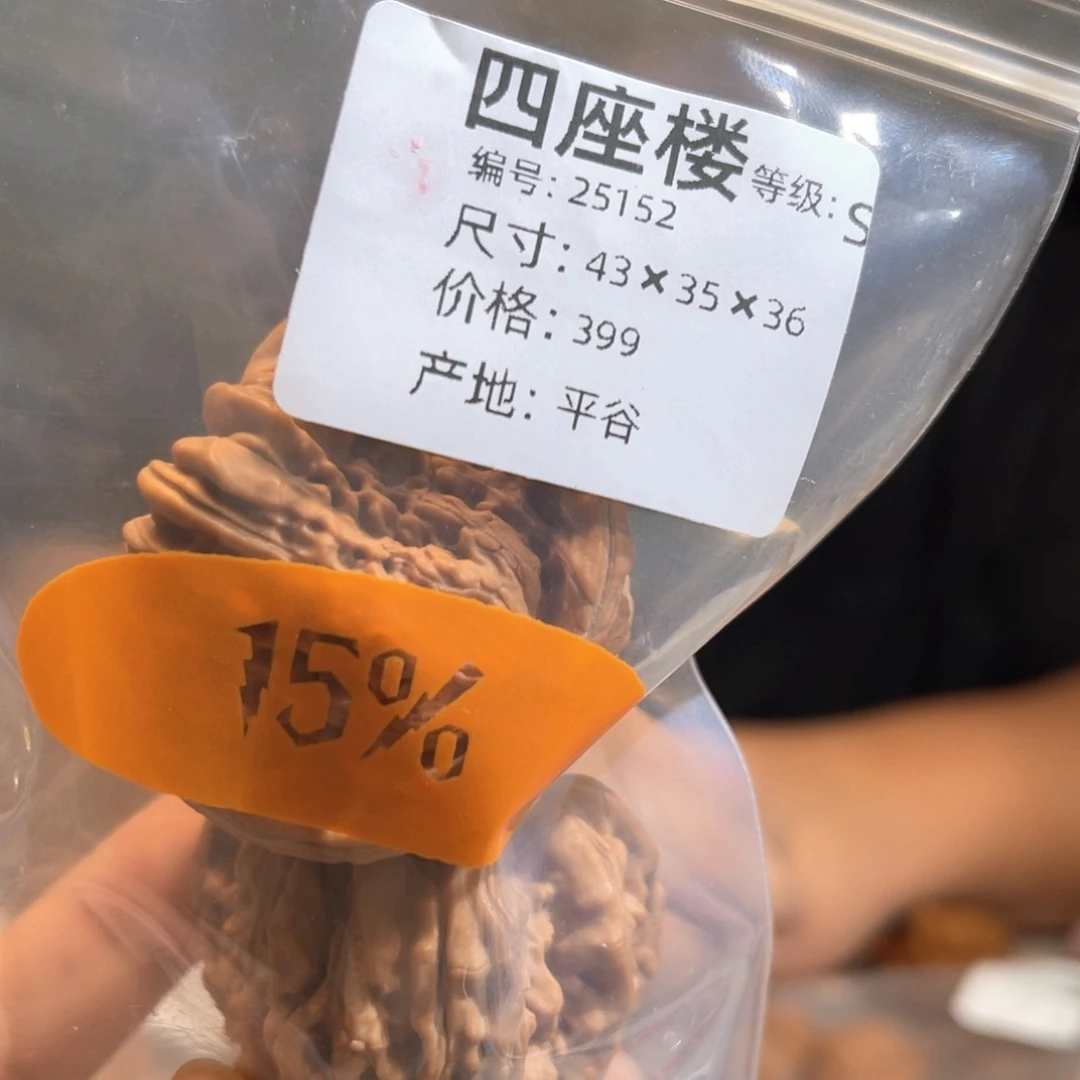 四座楼 等级: S
编号: 25152
尺寸: 43×35×36
价格: 399
产地: 平谷
15%